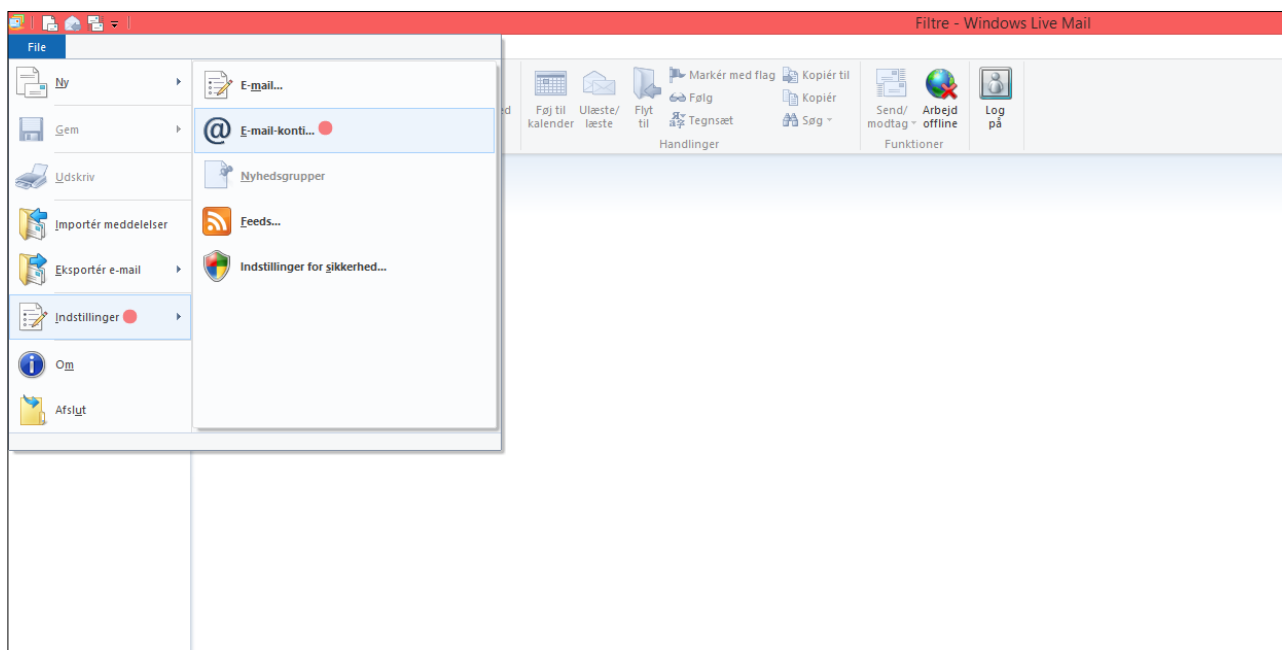 Filtre - Windows Live Mail
File
Ny
Gem
Udskriv
Importér meddelelser
Eksportér e-mail
Indstillinger
Om
Afslut
E-mail...
E-mail-konti...
Nyhedsgrupper
Feeds...
Indstillinger for sikkerhed...
Føj til
kalender
Ulæste/
læste
Flyt
til
Markér med flag
Følg
Tegnsæt
Kopiér til
Kopiér
Søg
Handlinger
Send/
modtag
Arbejd
offline
Funktioner
Log
på